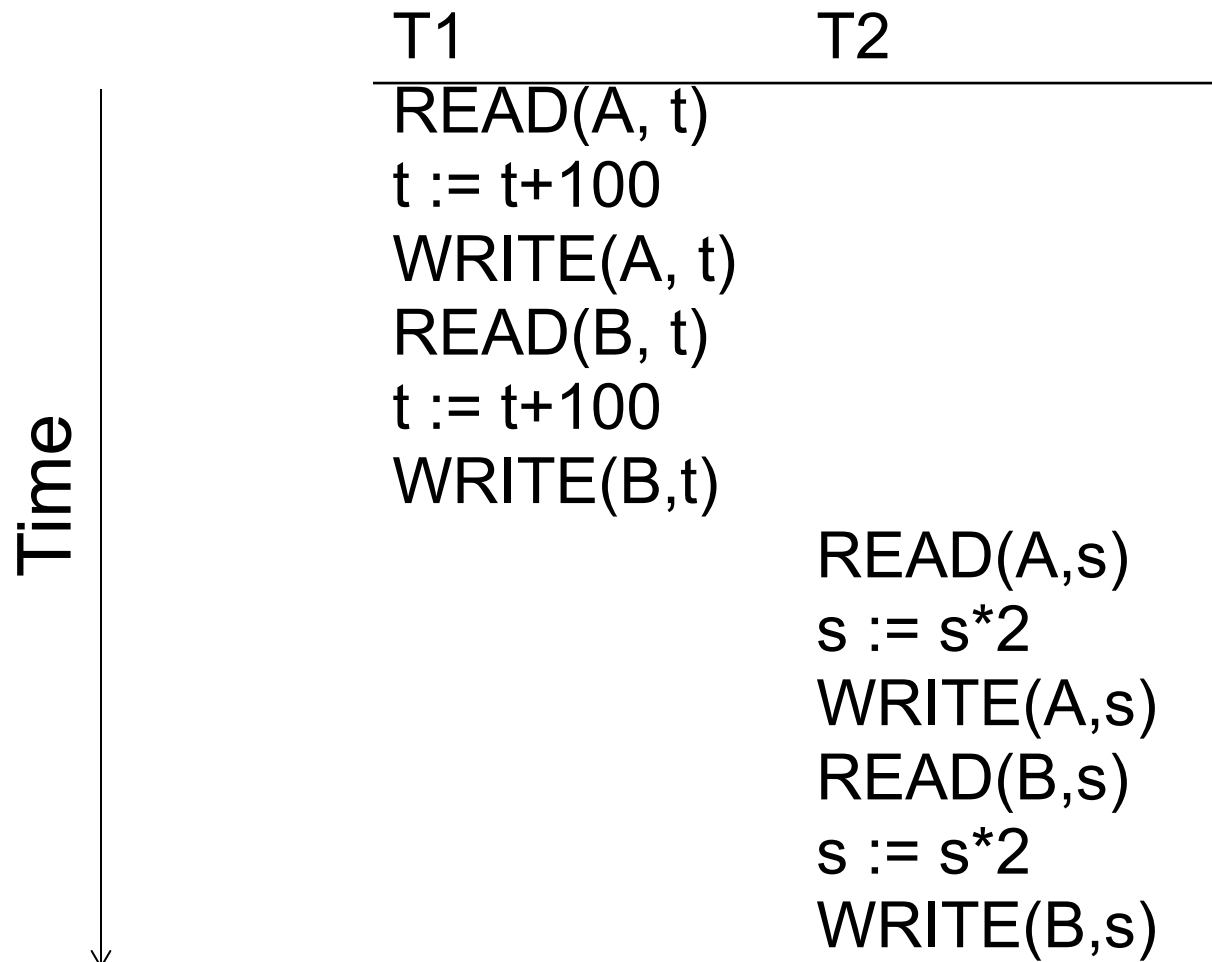 T1 T2
READ(A, t)
t := t+100
WRITE(A, t)
READ(B, t)
t := t+100
WRITE(B,t)
READ(A,s)
s := s*2
WRITE(A,s)
READ(B,s)
s := s*2
WRITE(B,s)
Time